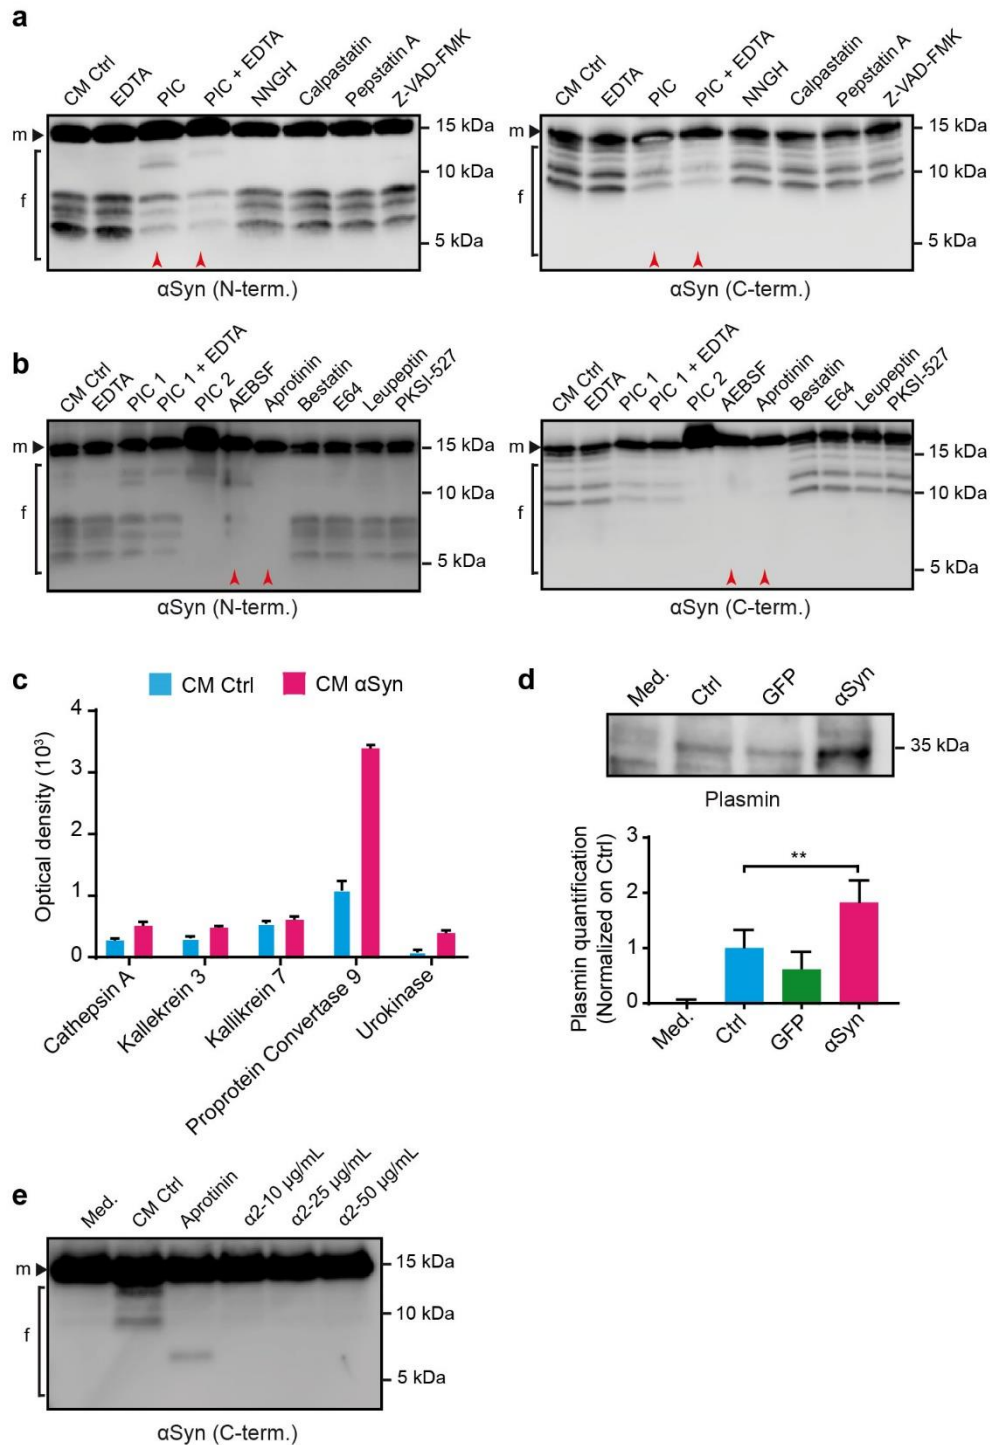 a
CM Ctrl EDTA PIC PIC + EDTA NNGH Calpastatin Pepstatin A Z-VAD-FMK
m
f
15 kDa
10 kDa
5 kDa
αSyn (N-term.)
CM Ctrl EDTA PIC PIC + EDTA NNGH Calpastatin Pepstatin A Z-VAD-FMK
m
f
15 kDa
10 kDa
5 kDa
αSyn (C-term.)
b
CM Ctrl EDTA PIC 1 PIC 1 + EDTA PIC 2 AEBSF Aprotinin Bestatin E64 Leupeptin PKSI-527
m
f
15 kDa
10 kDa
5 kDa
αSyn (N-term.)
CM Ctrl EDTA PIC 1 PIC 1 + EDTA PIC 2 AEBSF Aprotinin Bestatin E64 Leupeptin PKSI-527
m
f
15 kDa
10 kDa
5 kDa
αSyn (C-term.)
c
CM Ctrl CM αSyn
Optical density (10³)
4
3
2
1
0
Cathepsin A
Kallekrein 3
Kallikrein 7
Proprotein Convertase 9
Urokinase
d
Med. Ctrl GFP αSyn
35 kDa
Plasmin
Plasmin quantification
(Normalized on Ctrl)
3
2
1
0
**
Med. Ctrl GFP αSyn
e
Med. CM Ctrl Aprotinin α2-10 µg/mL α2-25 µg/mL α2-50 µg/mL
m
f
15 kDa
10 kDa
5 kDa
αSyn (C-term.)